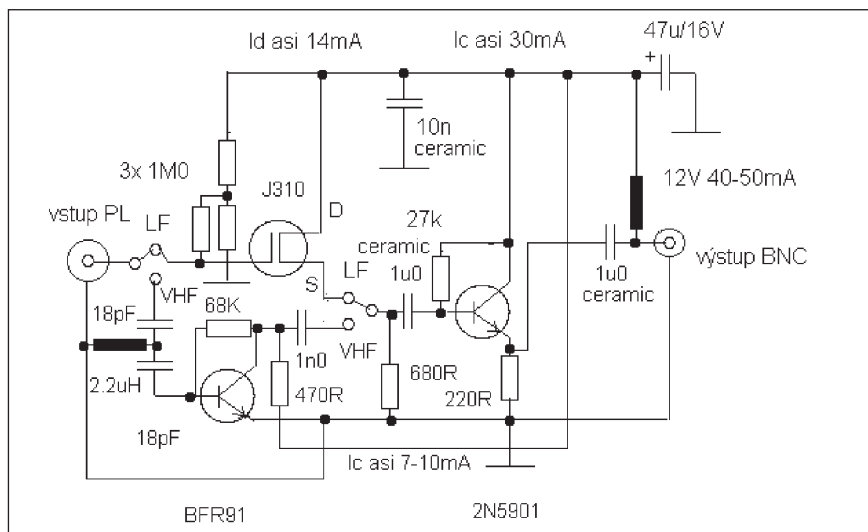 47u/16V
Id asi 14mA
Ic asi 30mA
+
10n
ceramic
12V 40-50mA
3x 1M0
J310
vstup PL
LF
D
27k
ceramic
1u0
S
LF
1u0
ceramic
výstup BNC
VHF
18pF
68K
VHF
1n0
2.2uH
470R
680R
220R
18pF
Ic asi 7-10mA
BFR91
2N5901